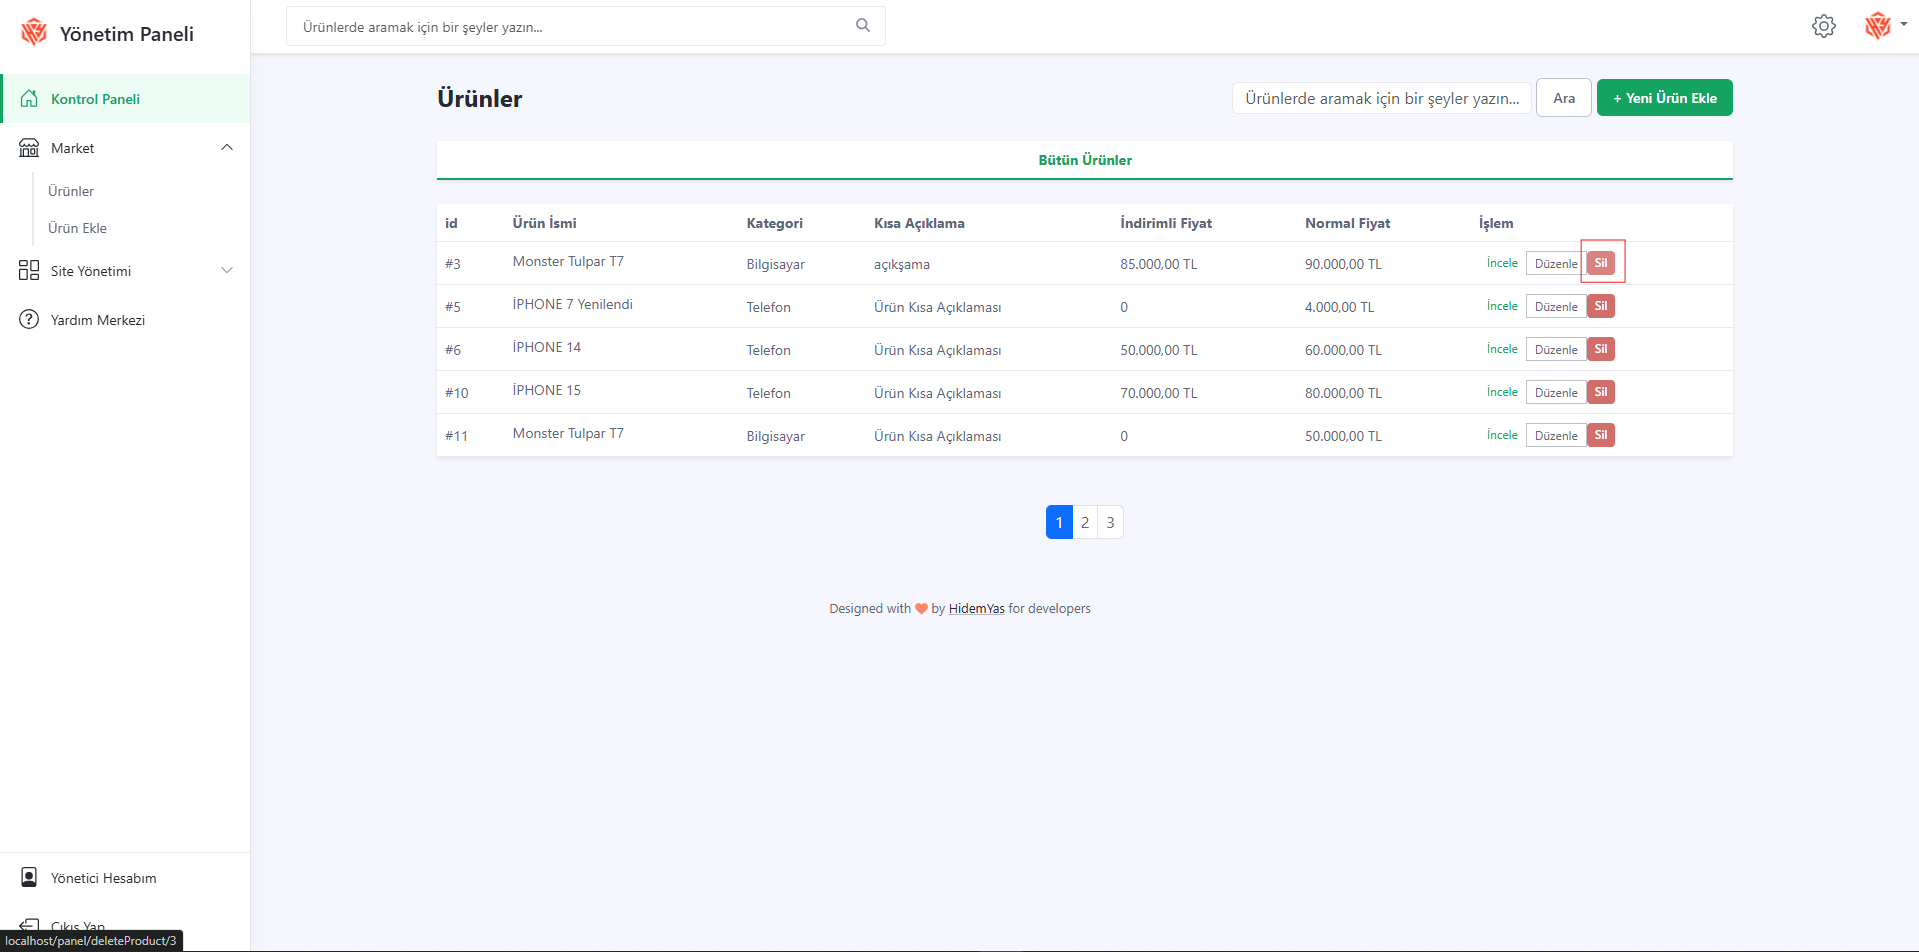 Yönetim Paneli
Ürünlerde aramak için bir şeyler yazın...
Kontrol Paneli
Market
Ürünler
Ürün Ekle
Site Yönetimi
Yardım Merkezi
Ürünler
Ürünlerde aramak için bir şeyler yazın... Ara + Yeni Ürün Ekle
Bütün Ürünler
id Ürün İsmi Kategori Kısa Açıklama İndirimli Fiyat Normal Fiyat İşlem
#3 Monster Tulpar T7 Bilgisayar açıkşama 85.000,00 TL 90.000,00 TL İncele Düzenle Sil
#5 İPHONE 7 Yenilendi Telefon Ürün Kısa Açıklaması 0 4.000,00 TL İncele Düzenle Sil
#6 İPHONE 14 Telefon Ürün Kısa Açıklaması 50.000,00 TL 60.000,00 TL İncele Düzenle Sil
#10 İPHONE 15 Telefon Ürün Kısa Açıklaması 70.000,00 TL 80.000,00 TL İncele Düzenle Sil
#11 Monster Tulpar T7 Bilgisayar Ürün Kısa Açıklaması 0 50.000,00 TL İncele Düzenle Sil
1 2 3
Designed with by HidemYas for developers
Yönetici Hesabım
Çıkış Yap
localhost/panel/deleteProduct/3